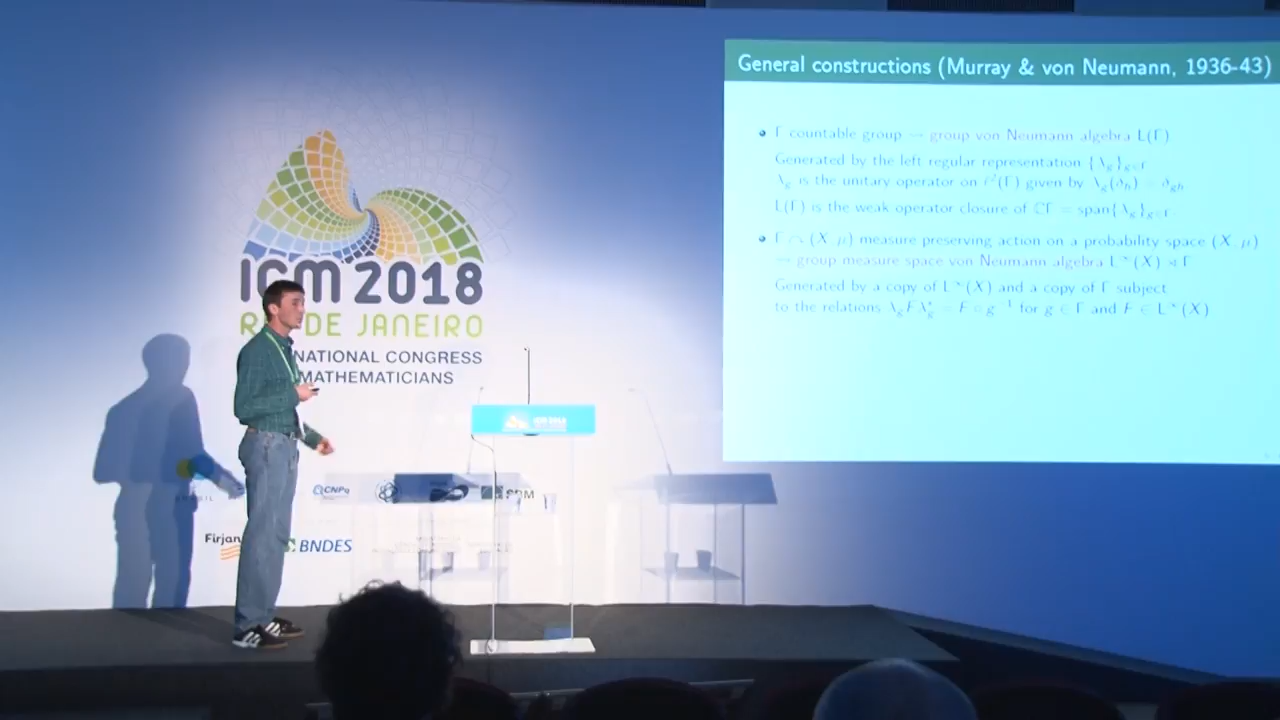 General constructions (Murray & von Neumann, 1936-43)
• Γ countable group ⇝ group von Neumann algebra L(Γ)
Generated by the left regular representation {λ_g}_{g∈Γ}
λ_g is the unitary operator on ℓ²(Γ) given by λ_g(δ_h) = δ_{gh}
L(Γ) is the weak operator closure of ℂΓ = span{λ_g}_{g∈Γ}
• Γ ↷ (X, μ) measure preserving action on a probability space (X, μ)
⇝ group measure space von Neumann algebra L^∞(X) ⋊ Γ
Generated by a copy of L^∞(X) and a copy of Γ subject
to the relations λ_g F λ_g^* = F ∘ g^{-1} for g ∈ Γ and F ∈ L^∞(X)
ICM 2018
DE JANEIRO
NATIONAL CONGRESS
MATHEMATICIANS
ICM 2018
CNPq
SBM
Firjan
BNDES